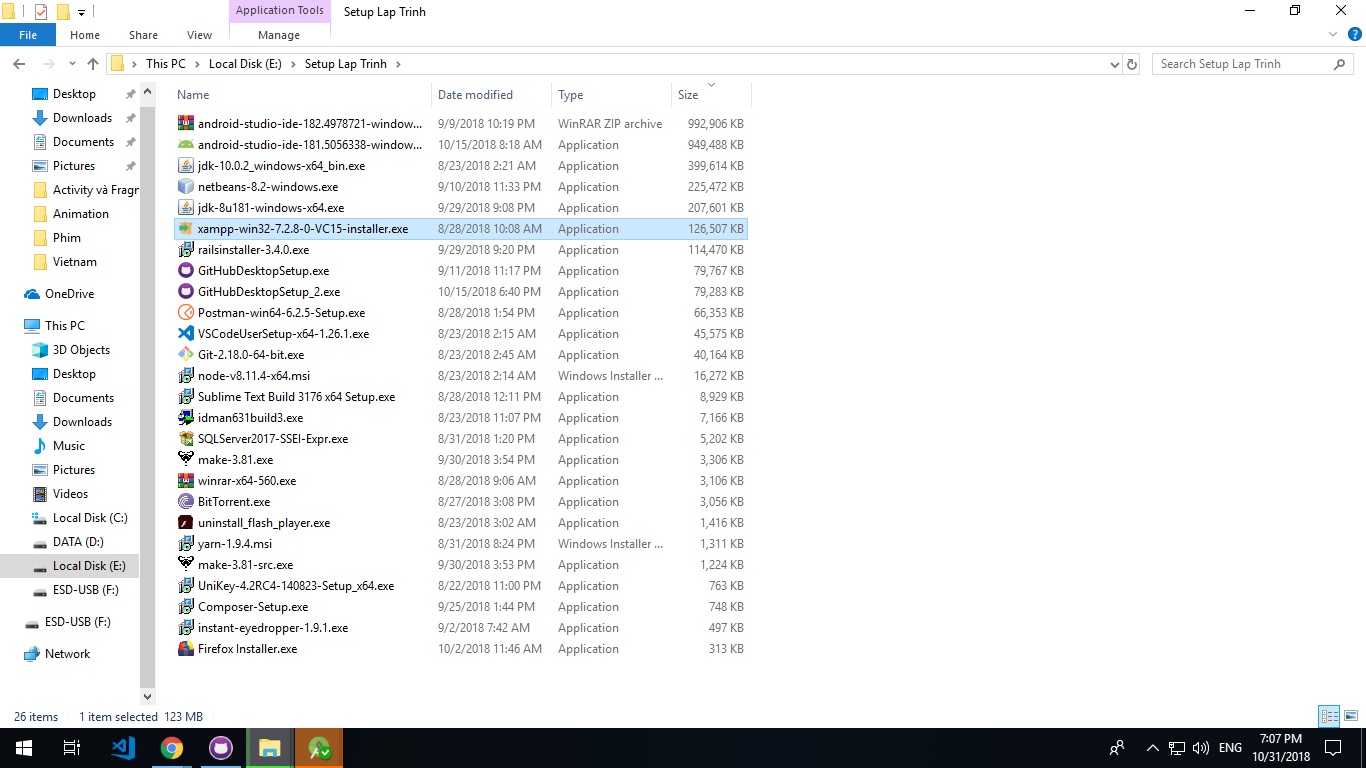 Application Tools
Setup Lap Trinh
File
Home
Share
View
Manage
This PC
Local Disk (E:)
Setup Lap Trinh
Search Setup Lap Trinh
Desktop
Downloads
Documents
Pictures
Activity và Fragr
Animation
Phim
Vietnam
OneDrive
This PC
3D Objects
Desktop
Documents
Downloads
Music
Pictures
Videos
Local Disk (C:)
DATA (D:)
Local Disk (E:)
ESD-USB (F:)
ESD-USB (F:)
Network
Name Date modified Type Size
android-studio-ide-182.4978721-window... 9/9/2018 10:19 PM WinRAR ZIP archive 992,906 KB
android-studio-ide-181.5056338-window... 10/15/2018 8:18 AM Application 949,488 KB
jdk-10.0.2_windows-x64_bin.exe 8/23/2018 2:21 AM Application 399,614 KB
netbeans-8.2-windows.exe 9/10/2018 11:33 PM Application 225,472 KB
jdk-8u181-windows-x64.exe 9/29/2018 9:08 PM Application 207,601 KB
xampp-win32-7.2.8-0-VC15-installer.exe 8/28/2018 10:08 AM Application 126,507 KB
railsinstaller-3.4.0.exe 9/29/2018 9:20 PM Application 114,470 KB
GitHubDesktopSetup.exe 9/11/2018 11:17 PM Application 79,767 KB
GitHubDesktopSetup_2.exe 10/15/2018 6:40 PM Application 79,283 KB
Postman-win64-6.2.5-Setup.exe 8/28/2018 1:54 PM Application 66,353 KB
VSCodeUserSetup-x64-1.26.1.exe 8/23/2018 2:15 AM Application 45,575 KB
Git-2.18.0-64-bit.exe 8/23/2018 2:45 AM Application 40,164 KB
node-v8.11.4-x64.msi 8/23/2018 2:14 AM Windows Installer ... 16,272 KB
Sublime Text Build 3176 x64 Setup.exe 8/28/2018 12:11 PM Application 8,929 KB
idman631build3.exe 8/23/2018 11:07 PM Application 7,166 KB
SQLServer2017-SSEI-Expr.exe 8/31/2018 1:20 PM Application 5,202 KB
make-3.81.exe 9/30/2018 3:54 PM Application 3,306 KB
winrar-x64-560.exe 8/28/2018 9:06 AM Application 3,106 KB
BitTorrent.exe 8/27/2018 3:08 PM Application 3,056 KB
uninstall_flash_player.exe 8/23/2018 3:02 AM Application 1,416 KB
yarn-1.9.4.msi 8/31/2018 8:24 PM Windows Installer ... 1,311 KB
make-3.81-src.exe 9/30/2018 3:53 PM Application 1,224 KB
UniKey-4.2RC4-140823-Setup_x64.exe 8/22/2018 11:00 PM Application 763 KB
Composer-Setup.exe 9/25/2018 1:44 PM Application 748 KB
instant-eyedropper-1.9.1.exe 9/2/2018 7:42 AM Application 497 KB
Firefox Installer.exe 10/2/2018 11:46 AM Application 313 KB
26 items 1 item selected 123 MB
ENG
7:07 PM
10/31/2018